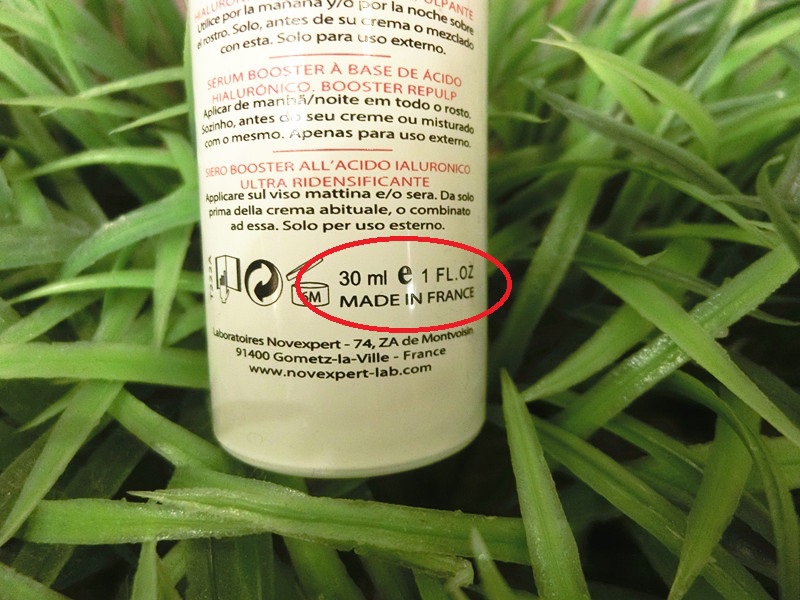 Utilice por la mañana y/o por la noche sobre
el rostro. Solo, antes de su crema o mezclado
con esta. Solo para uso externo.
SÉRUM BOOSTER À BASE DE ÁCIDO
HIALURÓNICO. BOOSTER REPULP
Aplicar de manhã/noite em todo o rosto.
Sozinho, antes do seu creme ou misturado
com o mesmo. Apenas para uso externo.
SIERO BOOSTER ALL'ACIDO IALURONICO
ULTRA RIDENSIFICANTE
Applicare sul viso mattina e/o sera. Da solo
prima della crema abituale, o combinato
ad essa. Solo per uso esterno.
6M
30 ml e 1 FL.OZ
MADE IN FRANCE
Laboratoires Novexpert - 74, ZA de Montvoisin
91400 Gometz-la-Ville - France
www.novexpert-lab.com